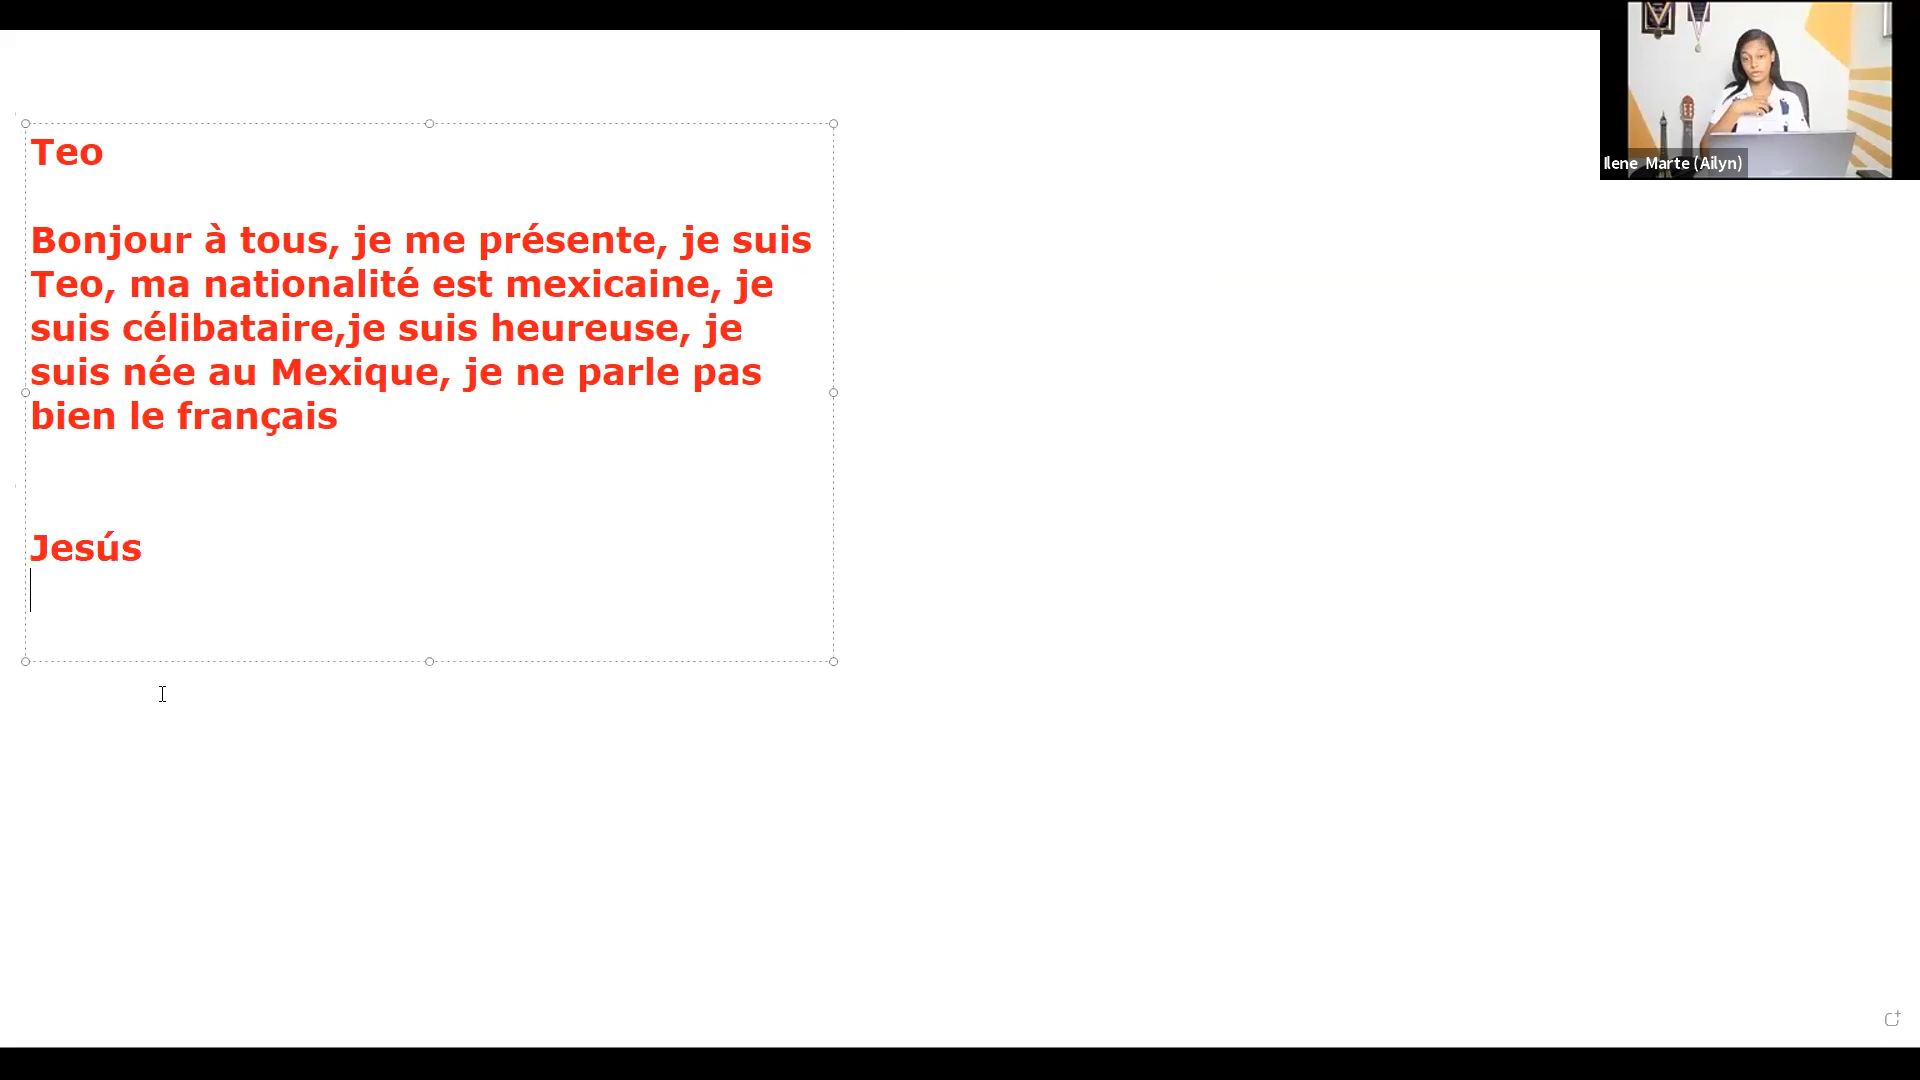 Teo
Bonjour à tous, je me présente, je suis
Teo, ma nationalité est mexicaine, je
suis célibataire,je suis heureuse, je
suis née au Mexique, je ne parle pas
bien le français
Jesús
Ilene Marte (Ailyn)